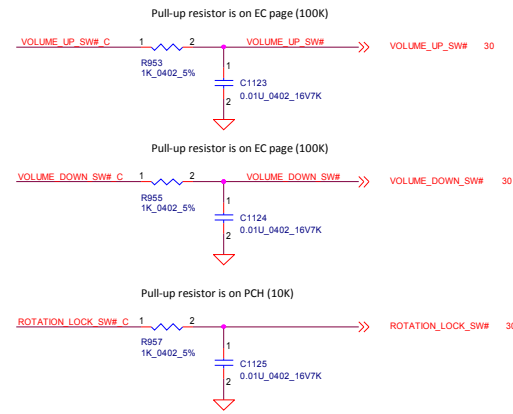 Pull-up resistor is on EC page (100K)
VOLUME_UP_SW#_C 1 2 VOLUME_UP_SW# VOLUME_UP_SW# 30
R953
1K_0402_5%
1
C1123
0.01U_0402_16V7K
2
Pull-up resistor is on EC page (100K)
VOLUME_DOWN_SW#_C 1 2 VOLUME_DOWN_SW# VOLUME_DOWN_SW# 30
R955
1K_0402_5%
1
C1124
0.01U_0402_16V7K
2
Pull-up resistor is on PCH (10K)
ROTATION_LOCK_SW#_C 1 2 ROTATION_LOCK_SW# 30
R957
1K_0402_5%
1
C1125
0.01U_0402_16V7K
2